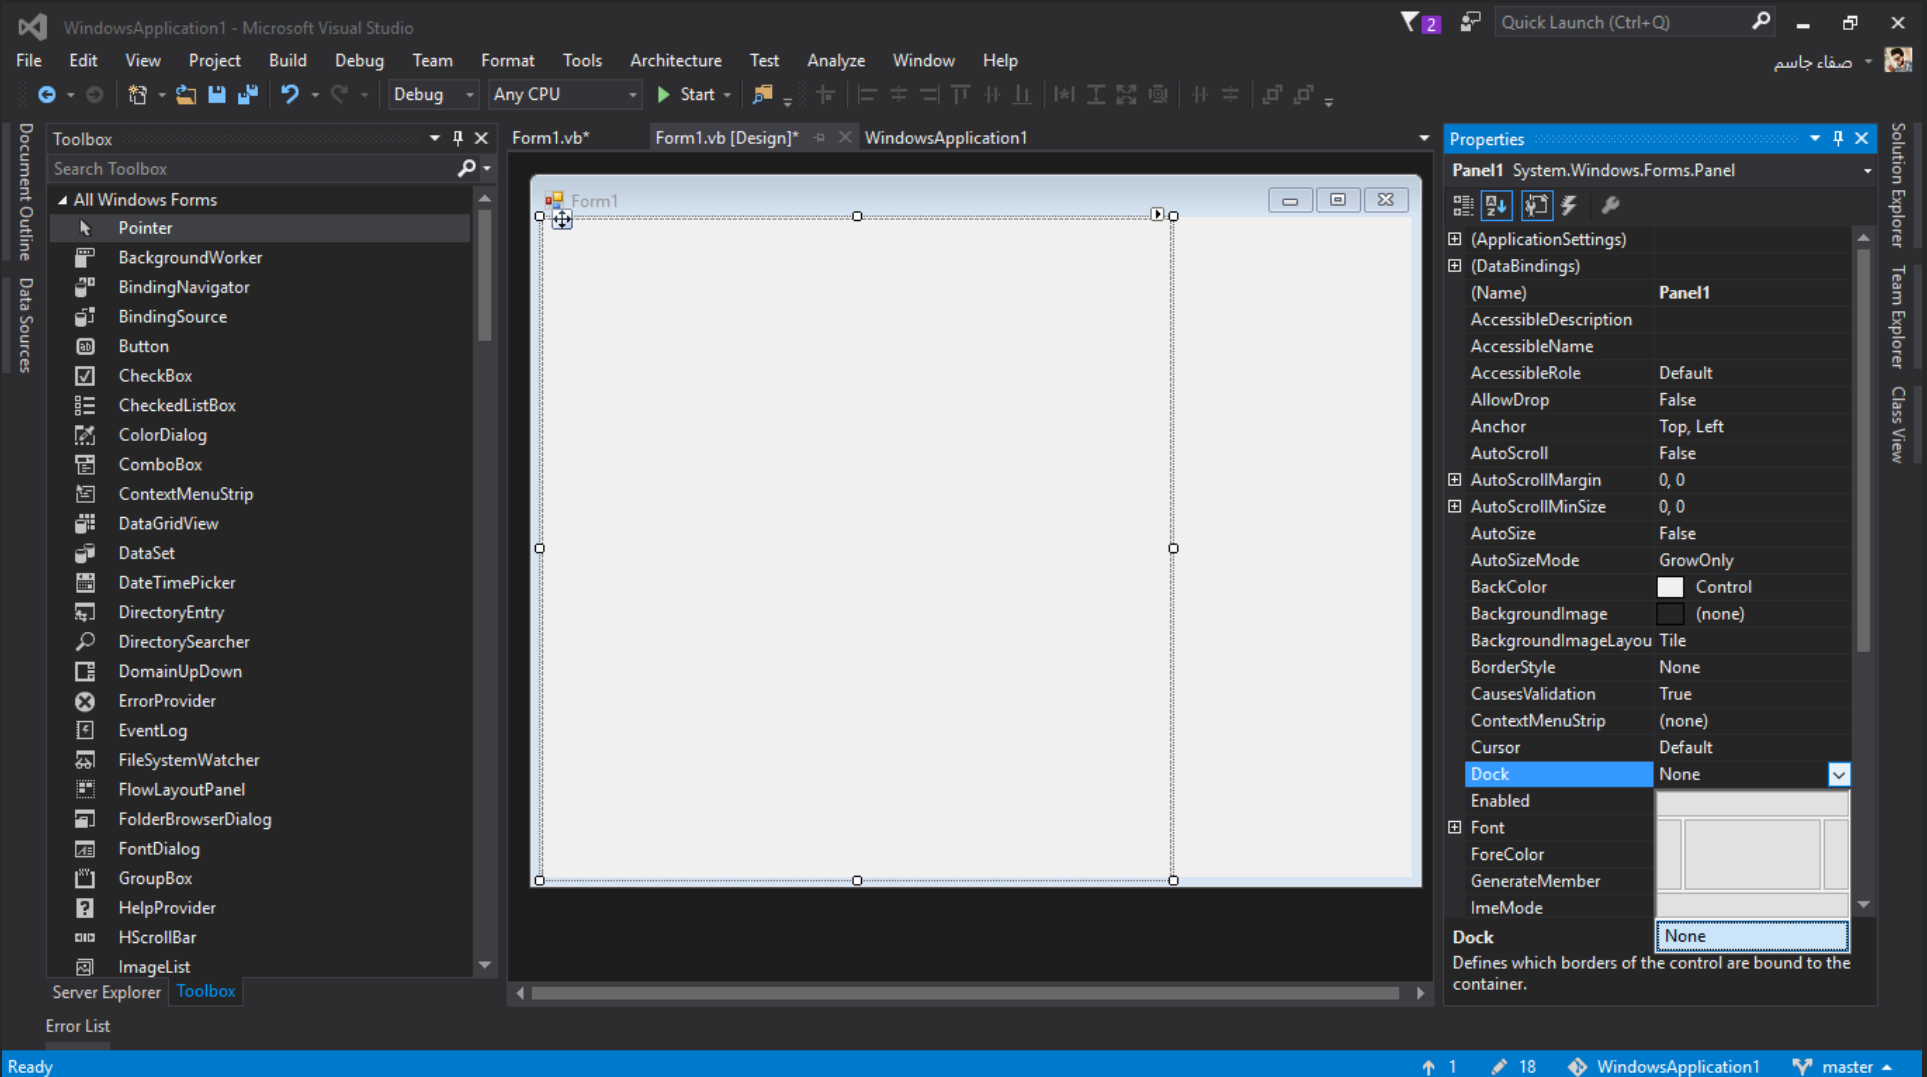 WindowsApplication1 - Microsoft Visual Studio
2
Quick Launch (Ctrl+Q)
File Edit View Project Build Debug Team Format Tools Architecture Test Analyze Window Help
صفاء جاسم
Debug Any CPU Start
Document Outline
Data Sources
Toolbox
Search Toolbox
All Windows Forms
Pointer
BackgroundWorker
BindingNavigator
BindingSource
Button
CheckBox
CheckedListBox
ColorDialog
ComboBox
ContextMenuStrip
DataGridView
DataSet
DateTimePicker
DirectoryEntry
DirectorySearcher
DomainUpDown
ErrorProvider
EventLog
FileSystemWatcher
FlowLayoutPanel
FolderBrowserDialog
FontDialog
GroupBox
HelpProvider
HScrollBar
ImageList
Server Explorer Toolbox
Error List
Form1.vb* Form1.vb [Design]* WindowsApplication1
Form1
Properties
Panel1 System.Windows.Forms.Panel
(ApplicationSettings)
(DataBindings)
(Name) Panel1
AccessibleDescription
AccessibleName
AccessibleRole Default
AllowDrop False
Anchor Top, Left
AutoScroll False
AutoScrollMargin 0, 0
AutoScrollMinSize 0, 0
AutoSize False
AutoSizeMode GrowOnly
BackColor Control
BackgroundImage (none)
BackgroundImageLayou Tile
BorderStyle None
CausesValidation True
ContextMenuStrip (none)
Cursor Default
Dock None
Enabled
Font
ForeColor
GenerateMember
ImeMode
None
Dock
Defines which borders of the control are bound to the
container.
Solution Explorer
Team Explorer
Class View
Ready
1 18 WindowsApplication1 master